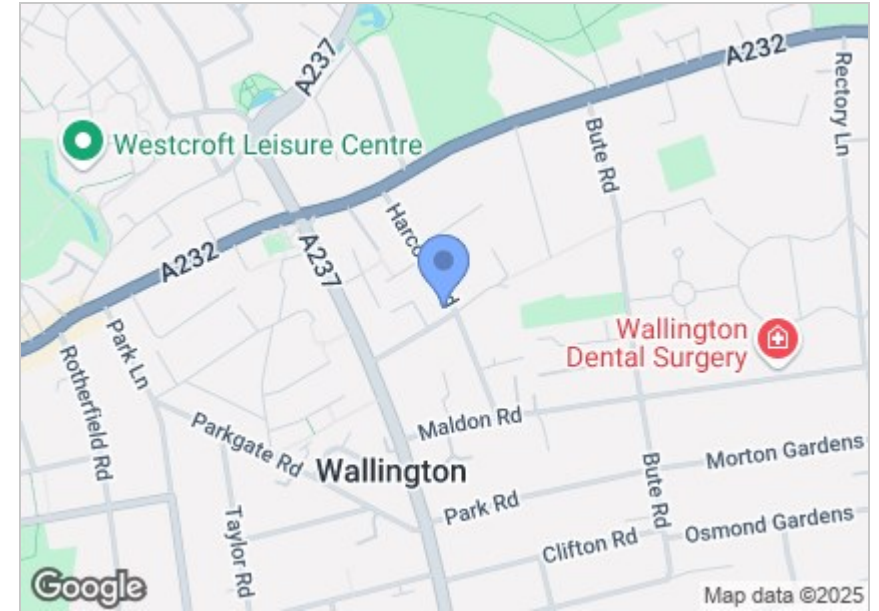 A237
A232
Rectory Ln
Westcroft Leisure Centre
Bute Rd
A232
A237
Wallington
Dental Surgery
Park Ln
Rotherfield Rd
Maldon Rd
Parkgate Rd
Wallington
Morton Gardens
Bute Rd
Park Rd
Taylor Rd
Clifton Rd
Osmond Gardens
Google
Map data ©2025